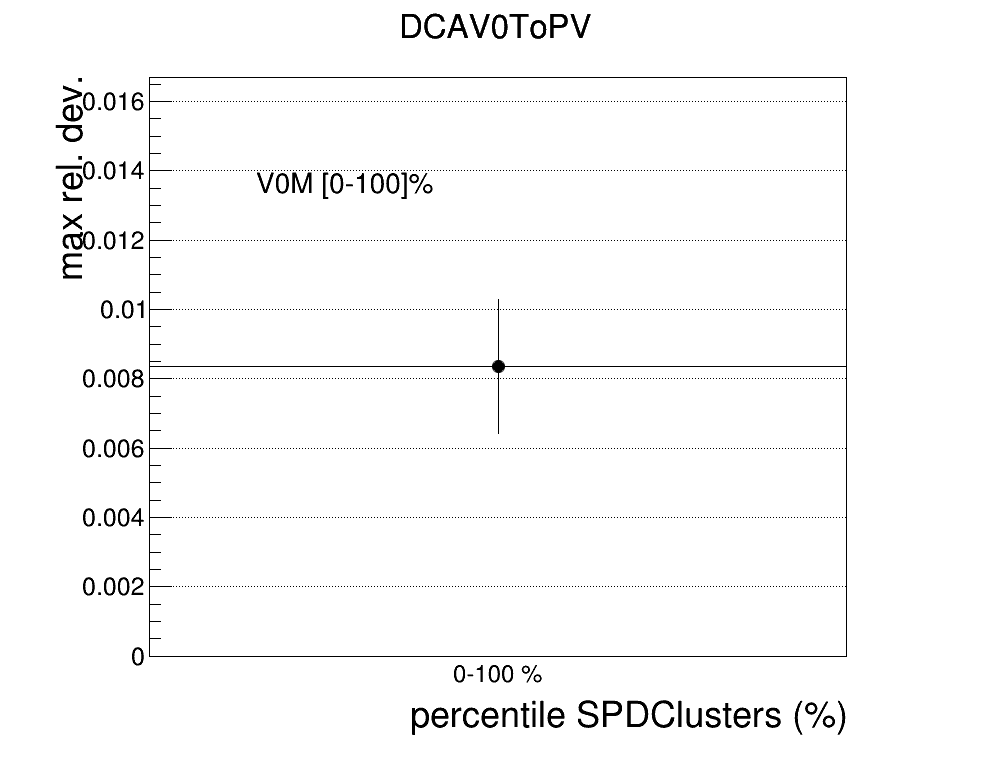 DCAV0ToPV
max rel. dev.
0.016
0.014
V0M [0-100]%
0.012
0.01
0.008
0.006
0.004
0.002
0
0-100 %
percentile SPDClusters (%)